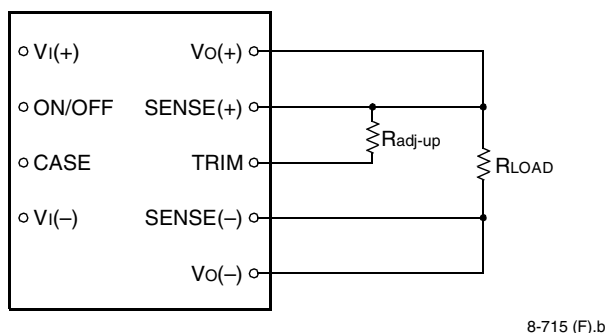 VI(+)
VO(+)
ON/OFF
SENSE(+)
CASE
TRIM
VI(–)
SENSE(–)
VO(–)
Radj-up
RLOAD
8-715 (F).b